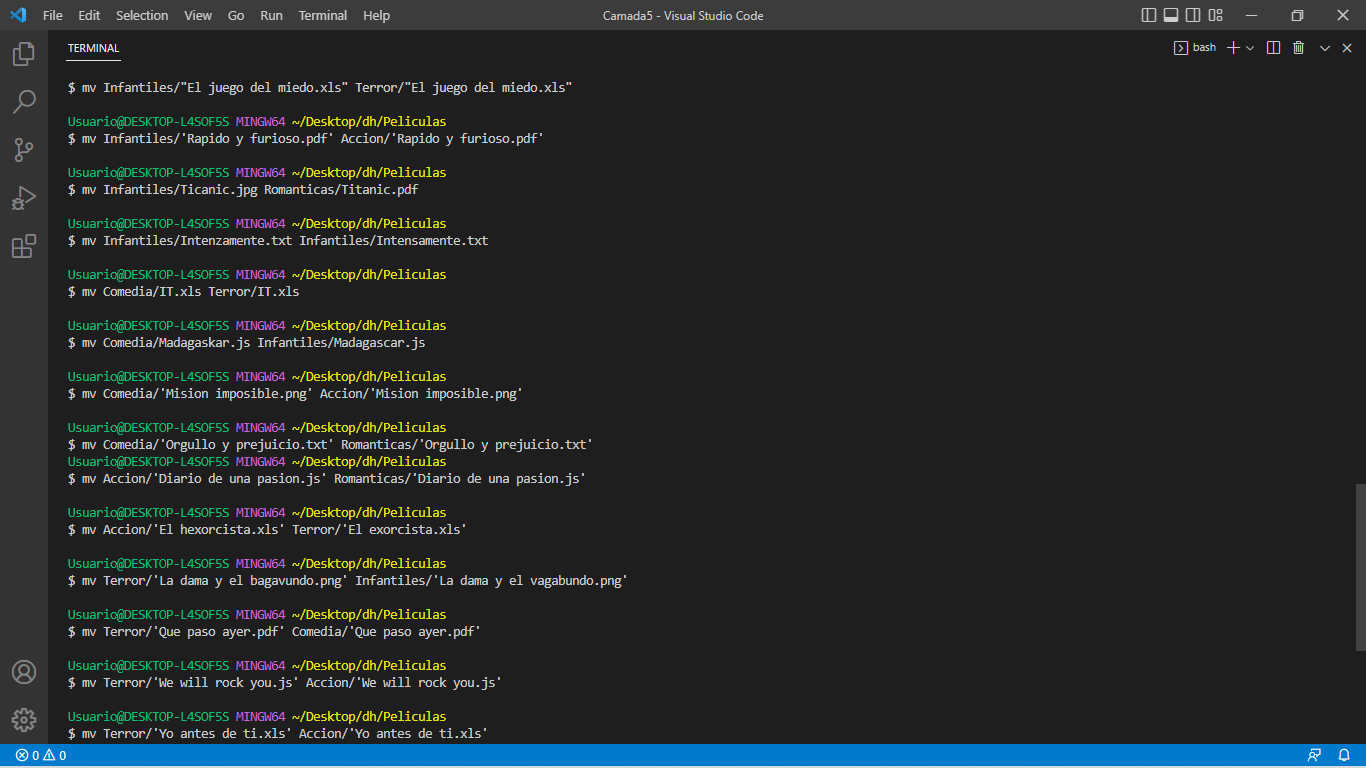 File Edit Selection View Go Run Terminal Help Camada5 - Visual Studio Code
TERMINAL bash
$ mv Infantiles/"El juego del miedo.xls" Terror/"El juego del miedo.xls"
Usuario@DESKTOP-L4SOF5S MINGW64 ~/Desktop/dh/Peliculas
$ mv Infantiles/'Rapido y furioso.pdf' Accion/'Rapido y furioso.pdf'
Usuario@DESKTOP-L4SOF5S MINGW64 ~/Desktop/dh/Peliculas
$ mv Infantiles/Ticanic.jpg Romanticas/Titanic.pdf
Usuario@DESKTOP-L4SOF5S MINGW64 ~/Desktop/dh/Peliculas
$ mv Infantiles/Intenzamente.txt Infantiles/Intensamente.txt
Usuario@DESKTOP-L4SOF5S MINGW64 ~/Desktop/dh/Peliculas
$ mv Comedia/IT.xls Terror/IT.xls
Usuario@DESKTOP-L4SOF5S MINGW64 ~/Desktop/dh/Peliculas
$ mv Comedia/Madagaskar.js Infantiles/Madagascar.js
Usuario@DESKTOP-L4SOF5S MINGW64 ~/Desktop/dh/Peliculas
$ mv Comedia/'Mision imposible.png' Accion/'Mision imposible.png'
Usuario@DESKTOP-L4SOF5S MINGW64 ~/Desktop/dh/Peliculas
$ mv Comedia/'Orgullo y prejuicio.txt' Romanticas/'Orgullo y prejuicio.txt'
Usuario@DESKTOP-L4SOF5S MINGW64 ~/Desktop/dh/Peliculas
$ mv Accion/'Diario de una pasion.js' Romanticas/'Diario de una pasion.js'
Usuario@DESKTOP-L4SOF5S MINGW64 ~/Desktop/dh/Peliculas
$ mv Accion/'El hexorcista.xls' Terror/'El exorcista.xls'
Usuario@DESKTOP-L4SOF5S MINGW64 ~/Desktop/dh/Peliculas
$ mv Terror/'La dama y el bagavundo.png' Infantiles/'La dama y el vagabundo.png'
Usuario@DESKTOP-L4SOF5S MINGW64 ~/Desktop/dh/Peliculas
$ mv Terror/'Que paso ayer.pdf' Comedia/'Que paso ayer.pdf'
Usuario@DESKTOP-L4SOF5S MINGW64 ~/Desktop/dh/Peliculas
$ mv Terror/'We will rock you.js' Accion/'We will rock you.js'
Usuario@DESKTOP-L4SOF5S MINGW64 ~/Desktop/dh/Peliculas
$ mv Terror/'Yo antes de ti.xls' Accion/'Yo antes de ti.xls'
0 0